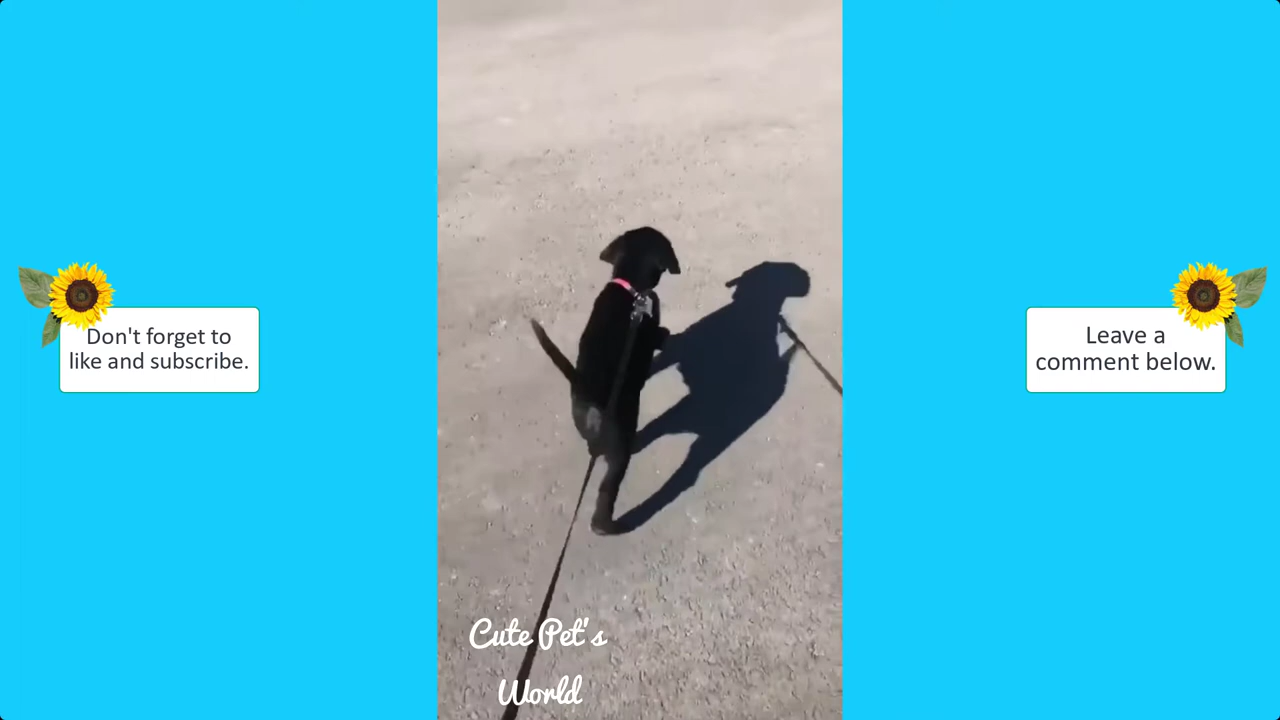 Don't forget to
like and subscribe.
Leave a
comment below.
Cute Pet's
World